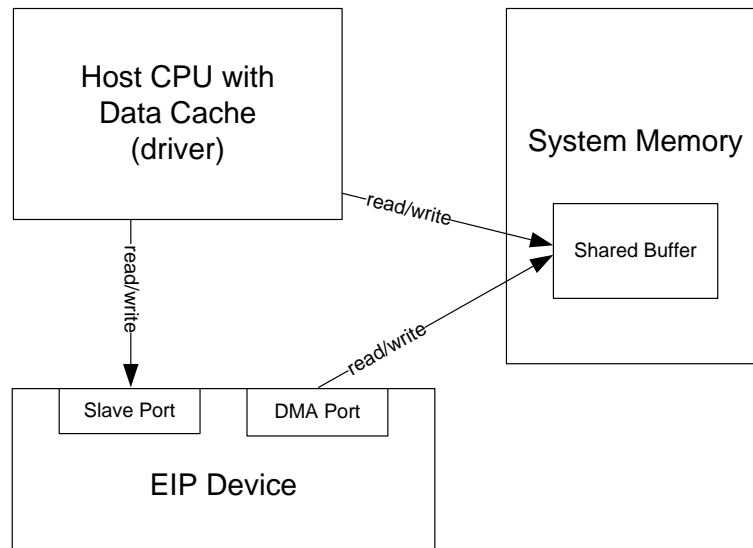 Host CPU with
Data Cache
(driver)
System Memory
read/write
Shared Buffer
read/write
read/write
Slave Port
DMA Port
EIP Device